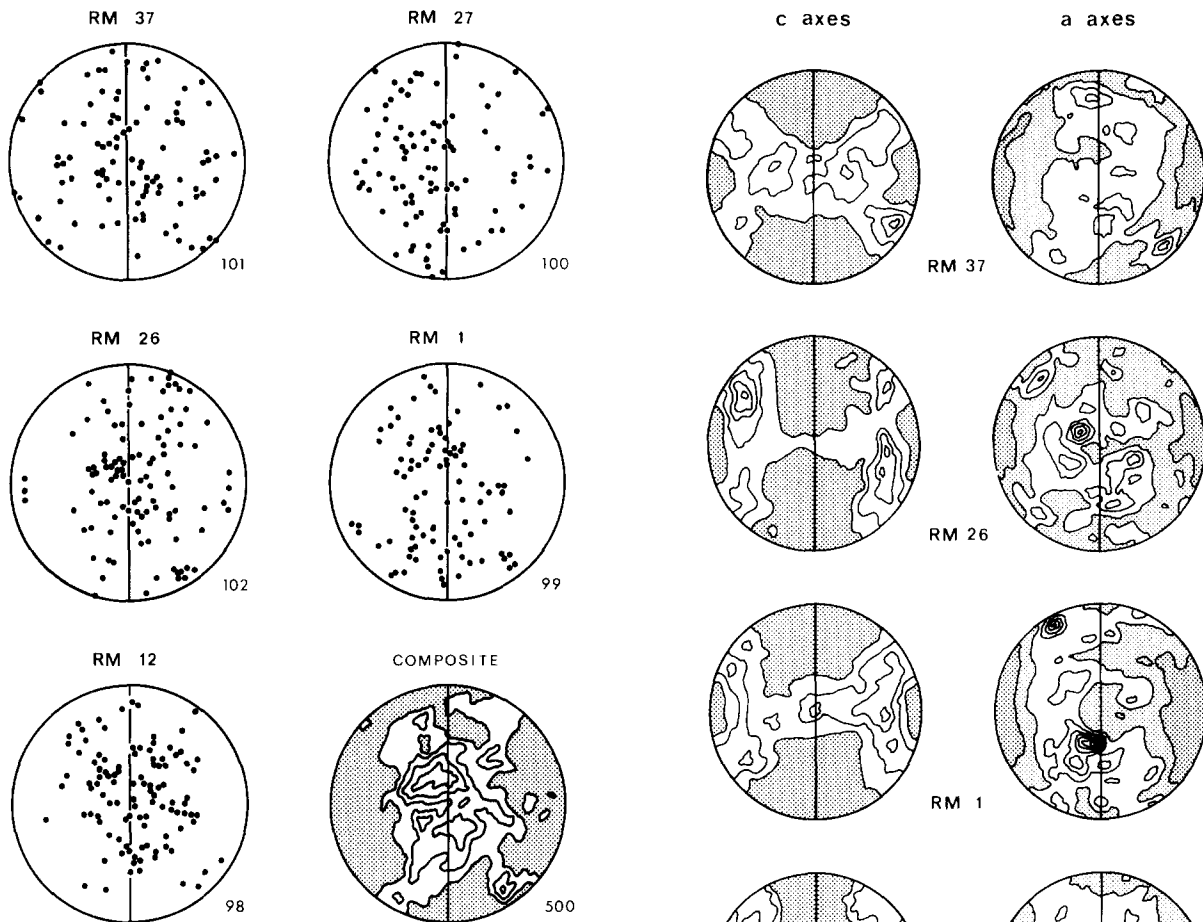 RM 37
RM 27
101
100
RM 26
RM 1
102
99
RM 12
COMPOSITE
98
500
c axes
a axes
RM 37
RM 26
RM 1